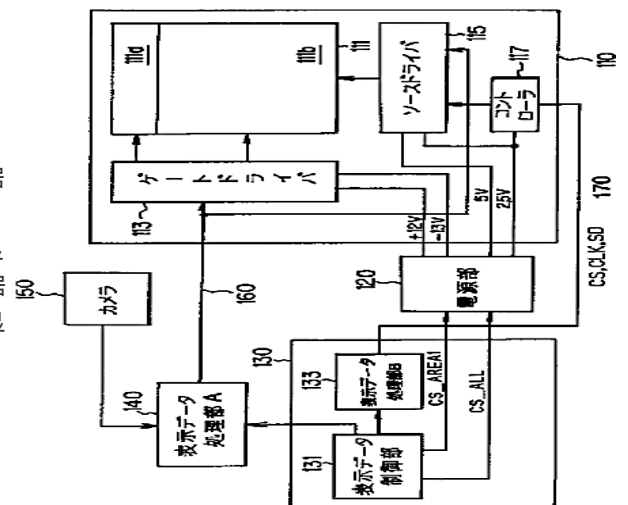 150
カメラ
140
表示データ
処理部A
160
111a
111b
111
113
ゲートドライバ
115
ソースドライバ
117
コント
ローラ
110
+12V
-13V
5V
2.5V
120
電源部
130
131
表示データ
制御部
133
表示データ
処理部B
CS_AREA1
CS_ALL
CS,CLK,SD
170